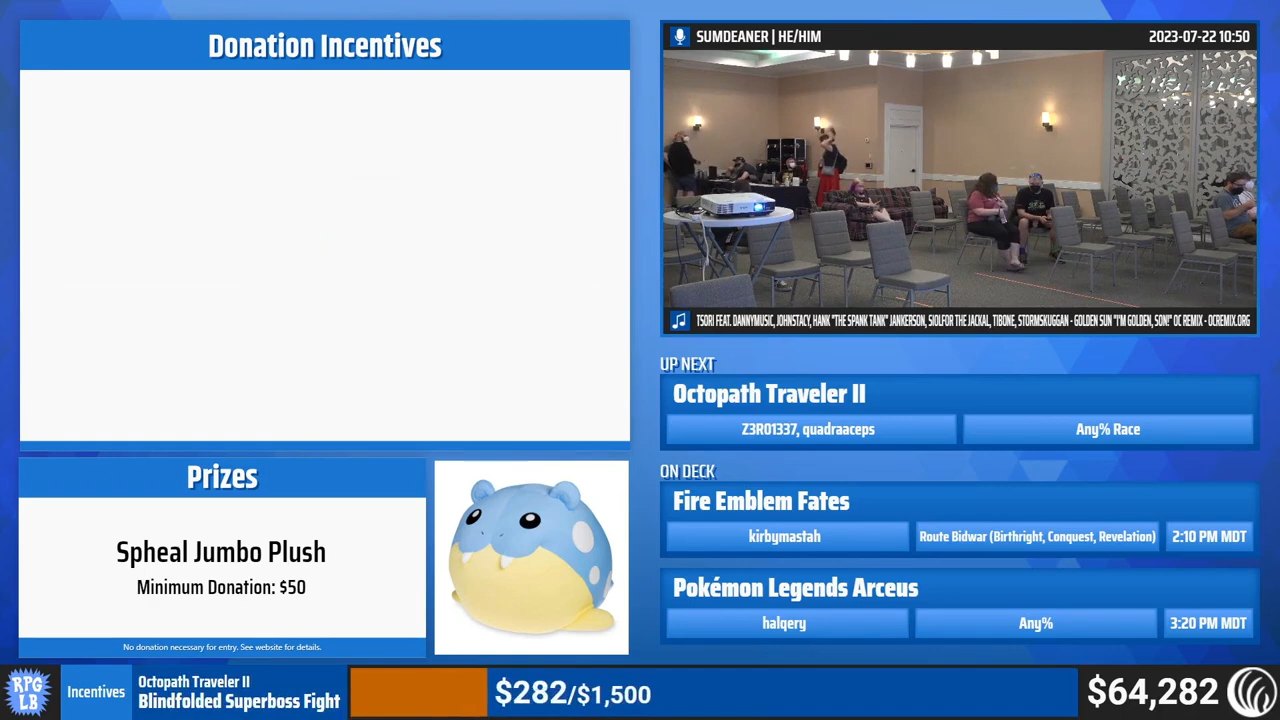 Donation Incentives
SUMDEANER | HE/HIM
2023-07-22 10:50
TSORI FEAT. DANNYMUSIC, JOHNSTACY, HANK "THE SPANK TANK" JANKERSON, SIOLFOR THE JACKAL, TIBONE, STORMSKUGGAN - GOLDEN SUN "I'M GOLDEN, SON!" OC REMIX - OCREMIX.ORG
UP NEXT
Octopath Traveler II
Z3R01337, quadraaceps
Any% Race
ON DECK
Fire Emblem Fates
kirbymastah
Route Bidwar (Birthright, Conquest, Revelation)
2:10 PM MDT
Pokémon Legends Arceus
halqery
Any%
3:20 PM MDT
Prizes
Spheal Jumbo Plush
Minimum Donation: $50
No donation necessary for entry. See website for details.
RPG
LB
Incentives
Octopath Traveler II
Blindfolded Superboss Fight
$282/$1,500
$64,282